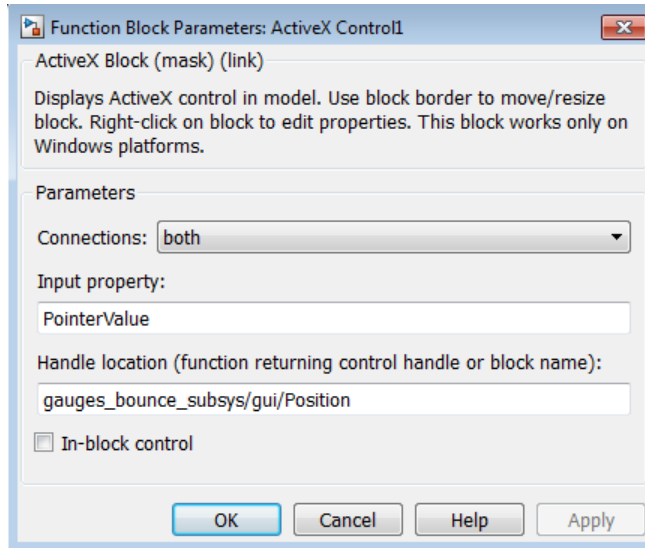 Function Block Parameters: ActiveX Control1
ActiveX Block (mask) (link)
Displays ActiveX control in model. Use block border to move/resize
block. Right-click on block to edit properties. This block works only on
Windows platforms.
Parameters
Connections: both
Input property:
PointerValue
Handle location (function returning control handle or block name):
gauges_bounce_subsys/gui/Position
In-block control
OK Cancel Help Apply